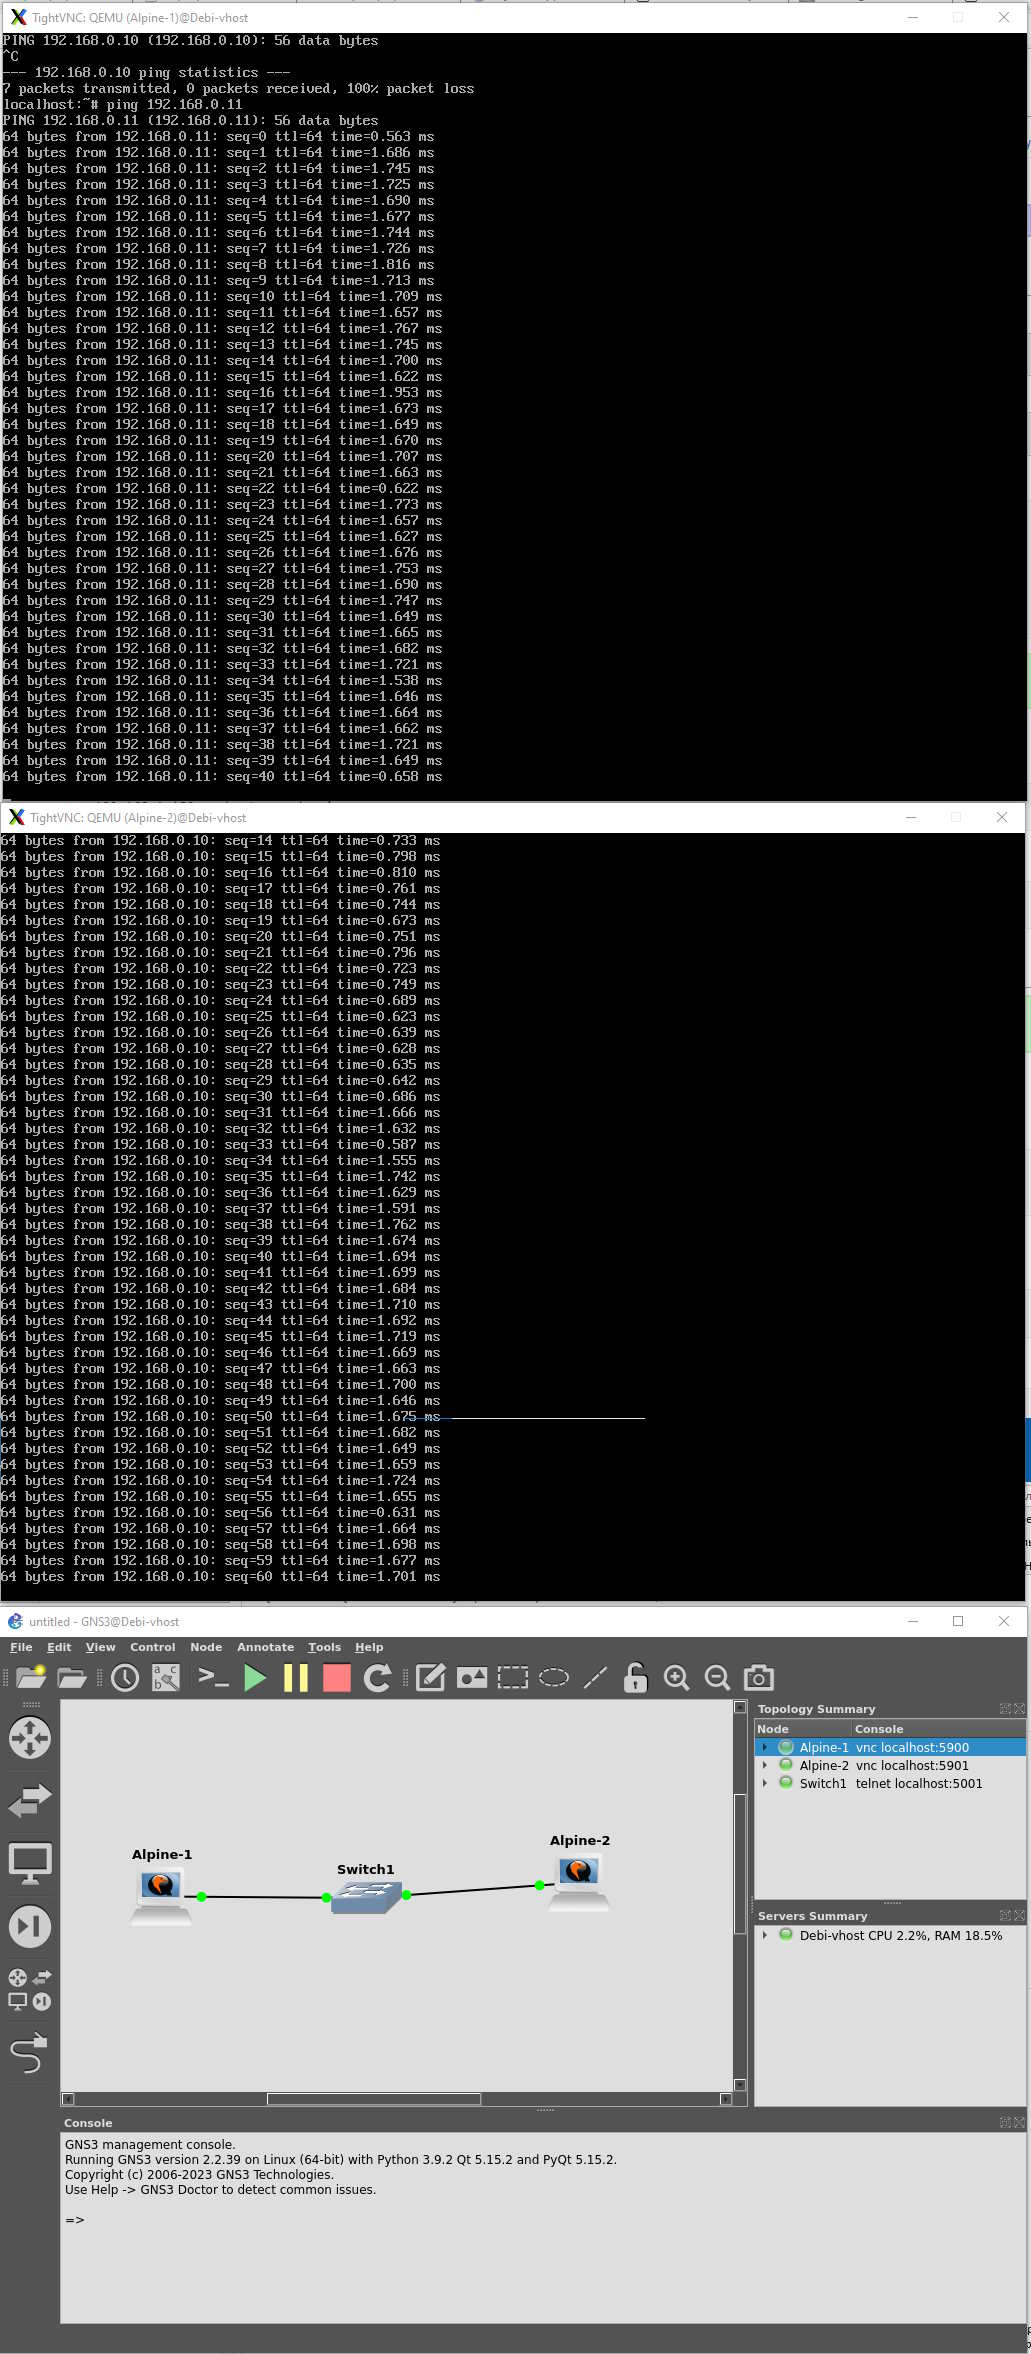 TightVNC: QEMU (Alpine-1)@Debi-vhost
PING 192.168.0.10 (192.168.0.10): 56 data bytes
^C
--- 192.168.0.10 ping statistics ---
7 packets transmitted, 0 packets received, 100% packet loss
localhost:~# ping 192.168.0.11
PING 192.168.0.11 (192.168.0.11): 56 data bytes
64 bytes from 192.168.0.11: seq=0 ttl=64 time=0.563 ms
64 bytes from 192.168.0.11: seq=1 ttl=64 time=1.686 ms
64 bytes from 192.168.0.11: seq=2 ttl=64 time=1.745 ms
64 bytes from 192.168.0.11: seq=3 ttl=64 time=1.725 ms
64 bytes from 192.168.0.11: seq=4 ttl=64 time=1.690 ms
64 bytes from 192.168.0.11: seq=5 ttl=64 time=1.677 ms
64 bytes from 192.168.0.11: seq=6 ttl=64 time=1.744 ms
64 bytes from 192.168.0.11: seq=7 ttl=64 time=1.726 ms
64 bytes from 192.168.0.11: seq=8 ttl=64 time=1.816 ms
64 bytes from 192.168.0.11: seq=9 ttl=64 time=1.713 ms
64 bytes from 192.168.0.11: seq=10 ttl=64 time=1.709 ms
64 bytes from 192.168.0.11: seq=11 ttl=64 time=1.657 ms
64 bytes from 192.168.0.11: seq=12 ttl=64 time=1.767 ms
64 bytes from 192.168.0.11: seq=13 ttl=64 time=1.745 ms
64 bytes from 192.168.0.11: seq=14 ttl=64 time=1.700 ms
64 bytes from 192.168.0.11: seq=15 ttl=64 time=1.622 ms
64 bytes from 192.168.0.11: seq=16 ttl=64 time=1.953 ms
64 bytes from 192.168.0.11: seq=17 ttl=64 time=1.673 ms
64 bytes from 192.168.0.11: seq=18 ttl=64 time=1.649 ms
64 bytes from 192.168.0.11: seq=19 ttl=64 time=1.670 ms
64 bytes from 192.168.0.11: seq=20 ttl=64 time=1.707 ms
64 bytes from 192.168.0.11: seq=21 ttl=64 time=1.663 ms
64 bytes from 192.168.0.11: seq=22 ttl=64 time=0.622 ms
64 bytes from 192.168.0.11: seq=23 ttl=64 time=1.773 ms
64 bytes from 192.168.0.11: seq=24 ttl=64 time=1.657 ms
64 bytes from 192.168.0.11: seq=25 ttl=64 time=1.627 ms
64 bytes from 192.168.0.11: seq=26 ttl=64 time=1.676 ms
64 bytes from 192.168.0.11: seq=27 ttl=64 time=1.753 ms
64 bytes from 192.168.0.11: seq=28 ttl=64 time=1.690 ms
64 bytes from 192.168.0.11: seq=29 ttl=64 time=1.747 ms
64 bytes from 192.168.0.11: seq=30 ttl=64 time=1.649 ms
64 bytes from 192.168.0.11: seq=31 ttl=64 time=1.665 ms
64 bytes from 192.168.0.11: seq=32 ttl=64 time=1.682 ms
64 bytes from 192.168.0.11: seq=33 ttl=64 time=1.721 ms
64 bytes from 192.168.0.11: seq=34 ttl=64 time=1.538 ms
64 bytes from 192.168.0.11: seq=35 ttl=64 time=1.646 ms
64 bytes from 192.168.0.11: seq=36 ttl=64 time=1.664 ms
64 bytes from 192.168.0.11: seq=37 ttl=64 time=1.662 ms
64 bytes from 192.168.0.11: seq=38 ttl=64 time=1.721 ms
64 bytes from 192.168.0.11: seq=39 ttl=64 time=1.649 ms
64 bytes from 192.168.0.11: seq=40 ttl=64 time=0.658 ms
TightVNC: QEMU (Alpine-2)@Debi-vhost
64 bytes from 192.168.0.10: seq=14 ttl=64 time=0.733 ms
64 bytes from 192.168.0.10: seq=15 ttl=64 time=0.798 ms
64 bytes from 192.168.0.10: seq=16 ttl=64 time=0.810 ms
64 bytes from 192.168.0.10: seq=17 ttl=64 time=0.761 ms
64 bytes from 192.168.0.10: seq=18 ttl=64 time=0.744 ms
64 bytes from 192.168.0.10: seq=19 ttl=64 time=0.673 ms
64 bytes from 192.168.0.10: seq=20 ttl=64 time=0.751 ms
64 bytes from 192.168.0.10: seq=21 ttl=64 time=0.796 ms
64 bytes from 192.168.0.10: seq=22 ttl=64 time=0.723 ms
64 bytes from 192.168.0.10: seq=23 ttl=64 time=0.749 ms
64 bytes from 192.168.0.10: seq=24 ttl=64 time=0.689 ms
64 bytes from 192.168.0.10: seq=25 ttl=64 time=0.623 ms
64 bytes from 192.168.0.10: seq=26 ttl=64 time=0.639 ms
64 bytes from 192.168.0.10: seq=27 ttl=64 time=0.628 ms
64 bytes from 192.168.0.10: seq=28 ttl=64 time=0.635 ms
64 bytes from 192.168.0.10: seq=29 ttl=64 time=0.642 ms
64 bytes from 192.168.0.10: seq=30 ttl=64 time=0.686 ms
64 bytes from 192.168.0.10: seq=31 ttl=64 time=1.666 ms
64 bytes from 192.168.0.10: seq=32 ttl=64 time=1.632 ms
64 bytes from 192.168.0.10: seq=33 ttl=64 time=0.587 ms
64 bytes from 192.168.0.10: seq=34 ttl=64 time=1.555 ms
64 bytes from 192.168.0.10: seq=35 ttl=64 time=1.742 ms
64 bytes from 192.168.0.10: seq=36 ttl=64 time=1.629 ms
64 bytes from 192.168.0.10: seq=37 ttl=64 time=1.591 ms
64 bytes from 192.168.0.10: seq=38 ttl=64 time=1.762 ms
64 bytes from 192.168.0.10: seq=39 ttl=64 time=1.674 ms
64 bytes from 192.168.0.10: seq=40 ttl=64 time=1.694 ms
64 bytes from 192.168.0.10: seq=41 ttl=64 time=1.699 ms
64 bytes from 192.168.0.10: seq=42 ttl=64 time=1.684 ms
64 bytes from 192.168.0.10: seq=43 ttl=64 time=1.710 ms
64 bytes from 192.168.0.10: seq=44 ttl=64 time=1.692 ms
64 bytes from 192.168.0.10: seq=45 ttl=64 time=1.719 ms
64 bytes from 192.168.0.10: seq=46 ttl=64 time=1.669 ms
64 bytes from 192.168.0.10: seq=47 ttl=64 time=1.663 ms
64 bytes from 192.168.0.10: seq=48 ttl=64 time=1.700 ms
64 bytes from 192.168.0.10: seq=49 ttl=64 time=1.646 ms
64 bytes from 192.168.0.10: seq=50 ttl=64 time=1.675 ms
64 bytes from 192.168.0.10: seq=51 ttl=64 time=1.682 ms
64 bytes from 192.168.0.10: seq=52 ttl=64 time=1.649 ms
64 bytes from 192.168.0.10: seq=53 ttl=64 time=1.659 ms
64 bytes from 192.168.0.10: seq=54 ttl=64 time=1.724 ms
64 bytes from 192.168.0.10: seq=55 ttl=64 time=1.655 ms
64 bytes from 192.168.0.10: seq=56 ttl=64 time=0.631 ms
64 bytes from 192.168.0.10: seq=57 ttl=64 time=1.664 ms
64 bytes from 192.168.0.10: seq=58 ttl=64 time=1.698 ms
64 bytes from 192.168.0.10: seq=59 ttl=64 time=1.677 ms
64 bytes from 192.168.0.10: seq=60 ttl=64 time=1.701 ms
untitled - GNS3@Debi-vhost
File Edit View Control Node Annotate Tools Help
Alpine-1
Switch1
Alpine-2
Topology Summary
Node Console
Alpine-1 vnc localhost:5900
Alpine-2 vnc localhost:5901
Switch1 telnet localhost:5001
Servers Summary
Debi-vhost CPU 2.2%, RAM 18.5%
Console
GNS3 management console.
Running GNS3 version 2.2.39 on Linux (64-bit) with Python 3.9.2 Qt 5.15.2 and PyQt 5.15.2.
Copyright (c) 2006-2023 GNS3 Technologies.
Use Help -> GNS3 Doctor to detect common issues.
=>